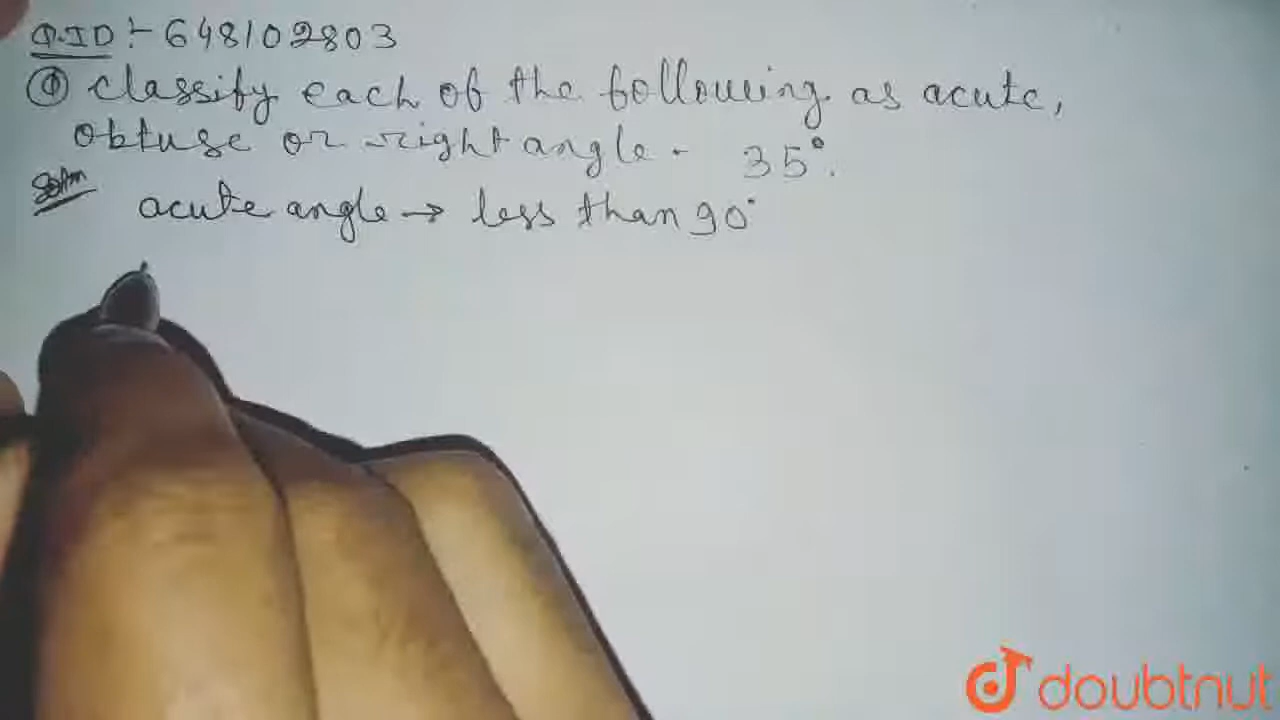 Q.ID :- 648102803
Q classify each of the following as acute,
obtuse or right angle - 35°.
Soln
acute angle → less than 90°
doubtnut